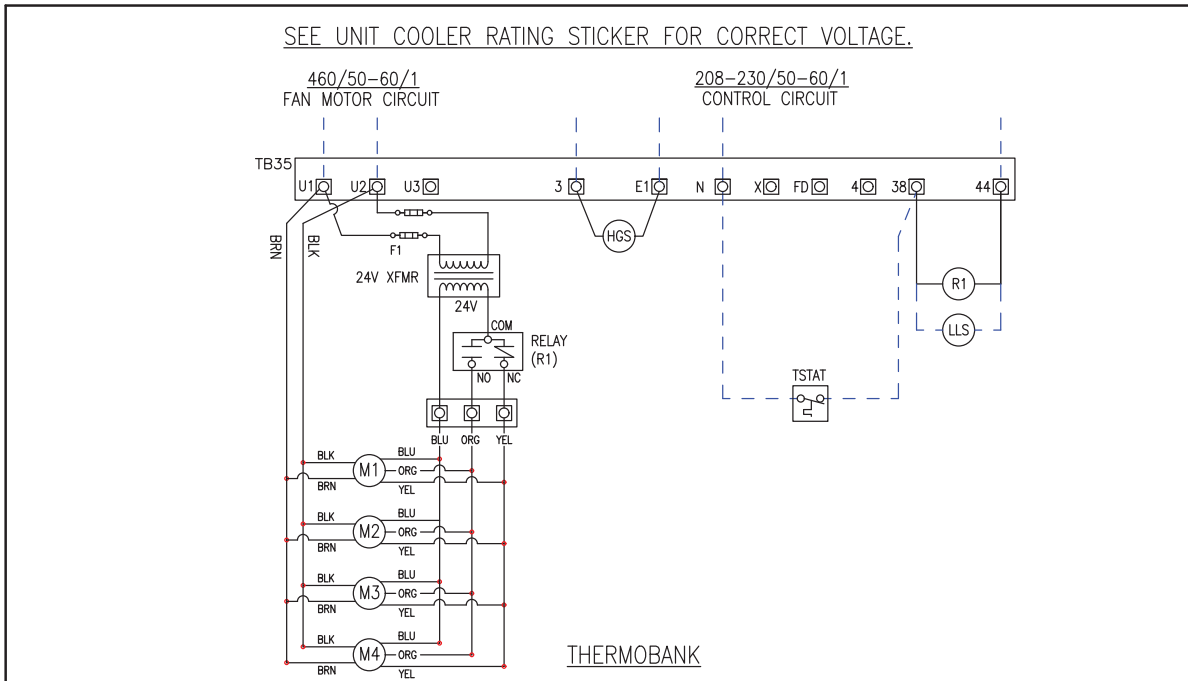 SEE UNIT COOLER RATING STICKER FOR CORRECT VOLTAGE.
460/50-60/1
FAN MOTOR CIRCUIT
208-230/50-60/1
CONTROL CIRCUIT
TB35
U1 U2 U3 3 E1 N X FD 4 38 44
BRN
BLK
F1
HGS
24V XFMR
24V
R1
LLS
COM
RELAY
(R1)
NO NC
TSTAT
BLU ORG YEL
BLK M1 BLU
ORG
BRN YEL
BLK M2 BLU
ORG
BRN YEL
BLK M3 BLU
ORG
BRN YEL
BLK M4 BLU
ORG
BRN YEL
THERMOBANK